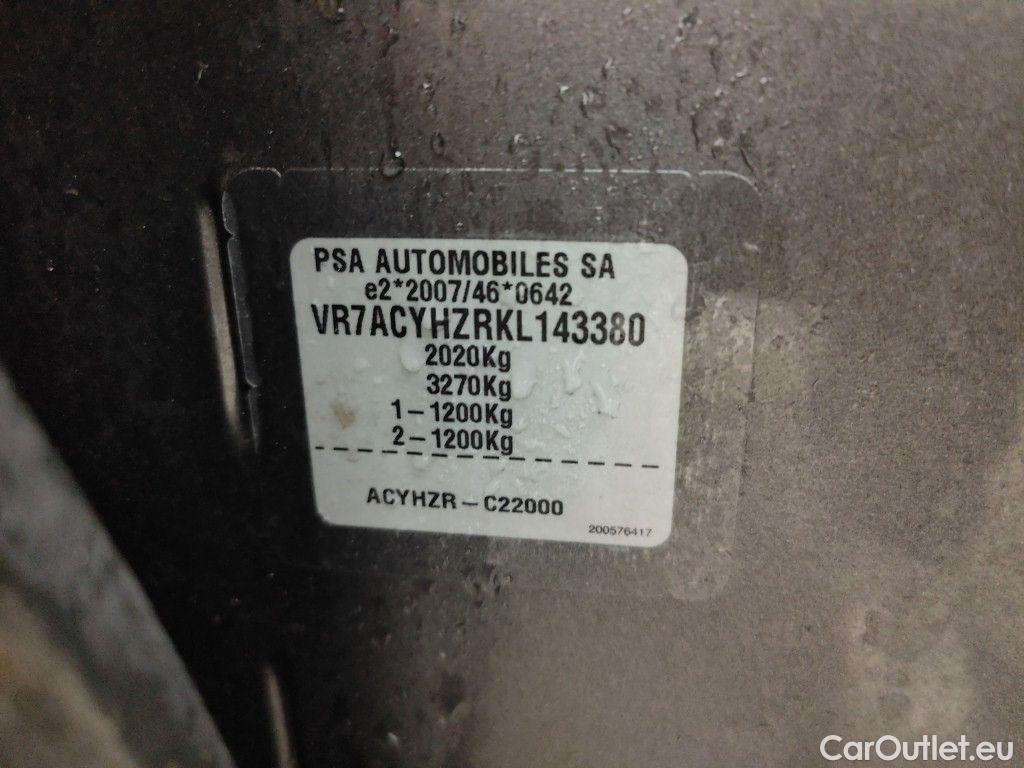 PSA AUTOMOBILES SA
e2*2007/46*0642
VR7ACYHZRKL143380
2020Kg
3270Kg
1-1200Kg
2-1200Kg
ACYHZR-C22000
200576417
CarOutlet.eu